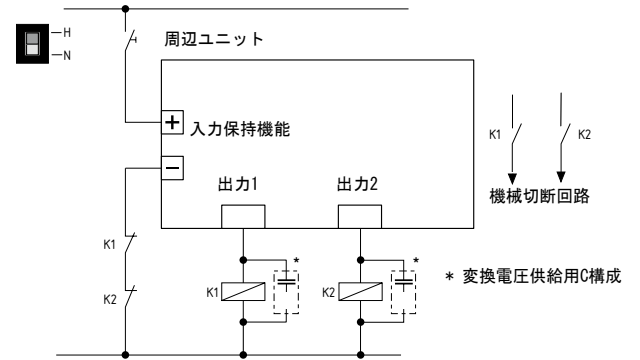 H
N
周辺ユニット
+
入力保持機能
−
出力1
出力2
K1
K2
機械切断回路
K1
K2
K1
*
K2
*
* 変換電圧供給用C構成